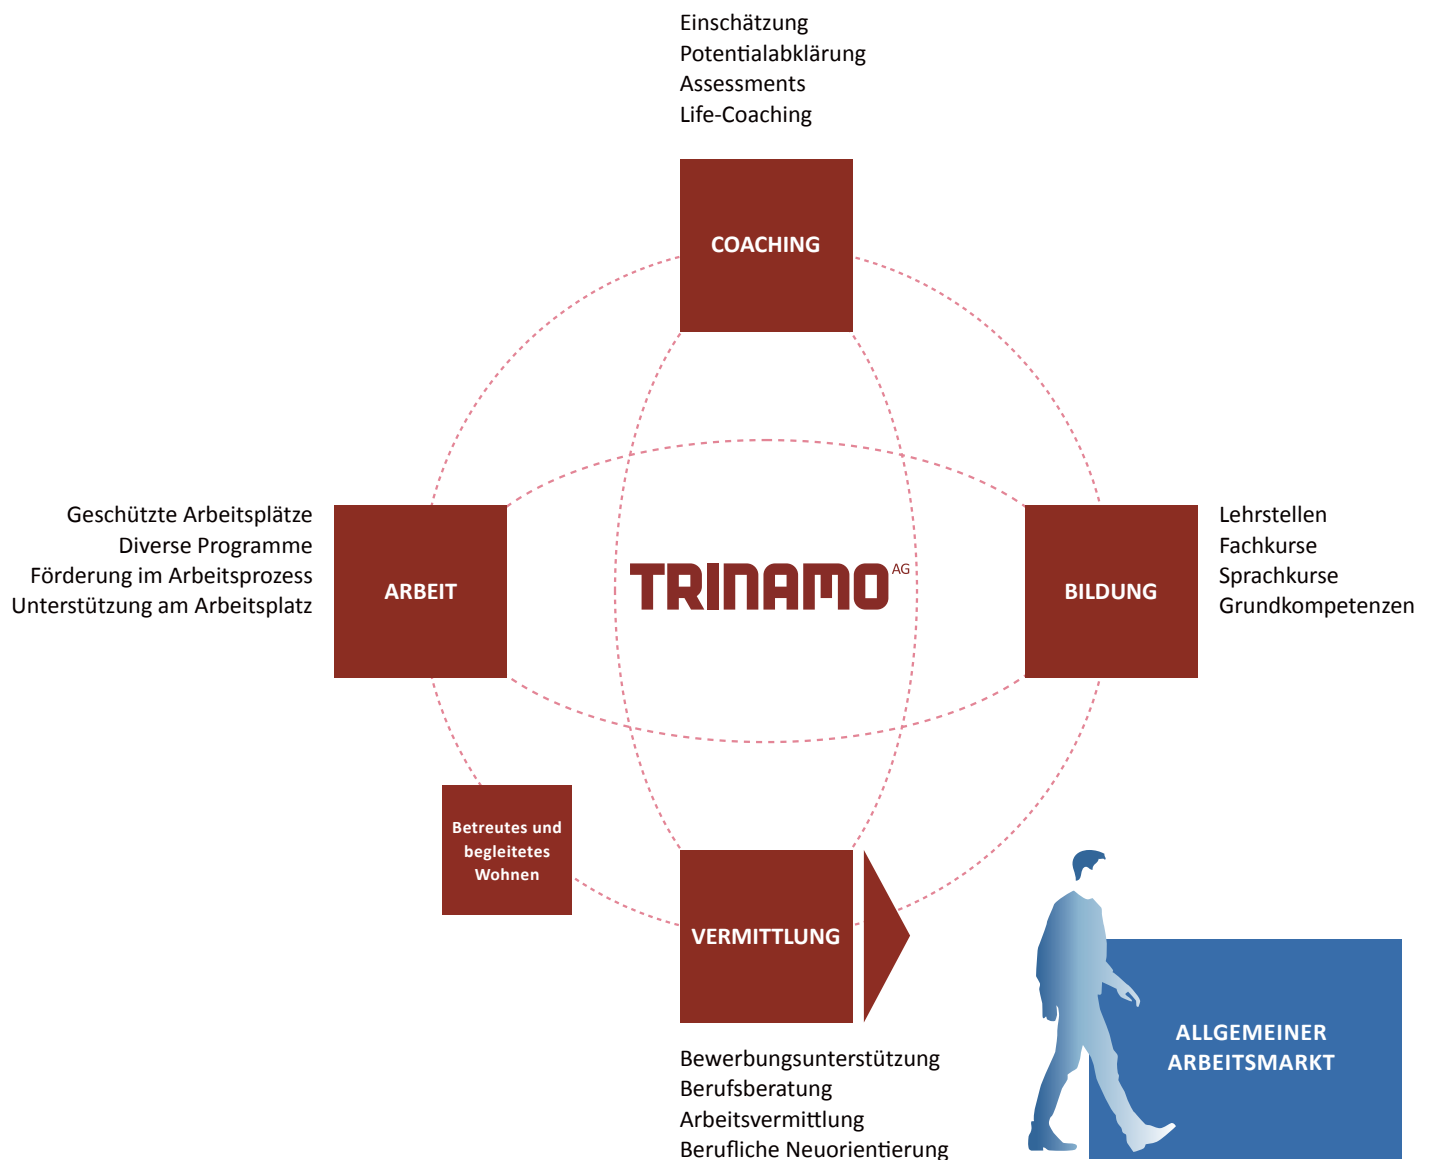 Einschätzung
Potentialabklärung
Assessments
Life-Coaching
COACHING
Geschützte Arbeitsplätze
Diverse Programme
Förderung im Arbeitsprozess
Unterstützung am Arbeitsplatz
ARBEIT
TRINAMO AG
BILDUNG
Lehrstellen
Fachkurse
Sprachkurse
Grundkompetenzen
Betreutes und
begleitetes
Wohnen
VERMITTLUNG
Bewerbungsunterstützung
Berufsberatung
Arbeitsvermittlung
Berufliche Neuorientierung
ALLGEMEINER
ARBEITSMARKT